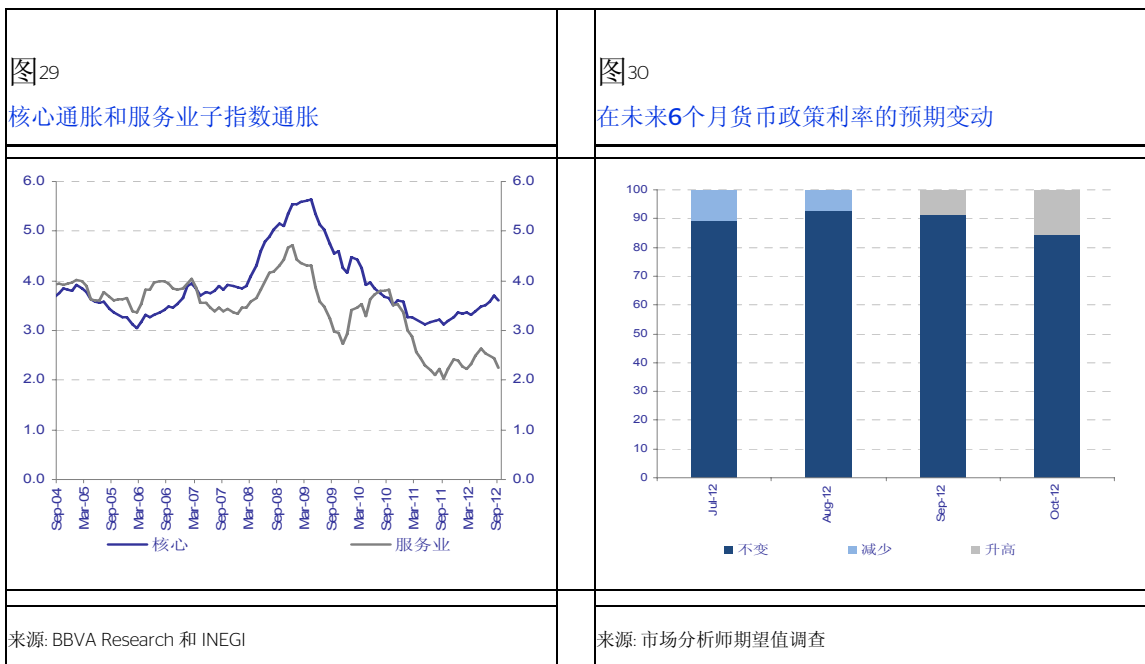 图29
核心通胀和服务业子指数通胀
6.0
5.0
4.0
3.0
2.0
1.0
0.0
6.0
5.0
4.0
3.0
2.0
1.0
0.0
Sep-04
Mar-05
Sep-05
Mar-06
Sep-06
Mar-07
Sep-07
Mar-08
Sep-08
Mar-09
Sep-09
Mar-10
Sep-10
Mar-11
Sep-11
Mar-12
Sep-12
核心 服务业
来源: BBVA Research 和 INEGI
图30
在未来6个月货币政策利率的预期变动
100
90
80
70
60
50
40
30
20
10
0
Jul-12
Aug-12
Sep-12
Oct-12
不变 减少 升高
来源: 市场分析师期望值调查